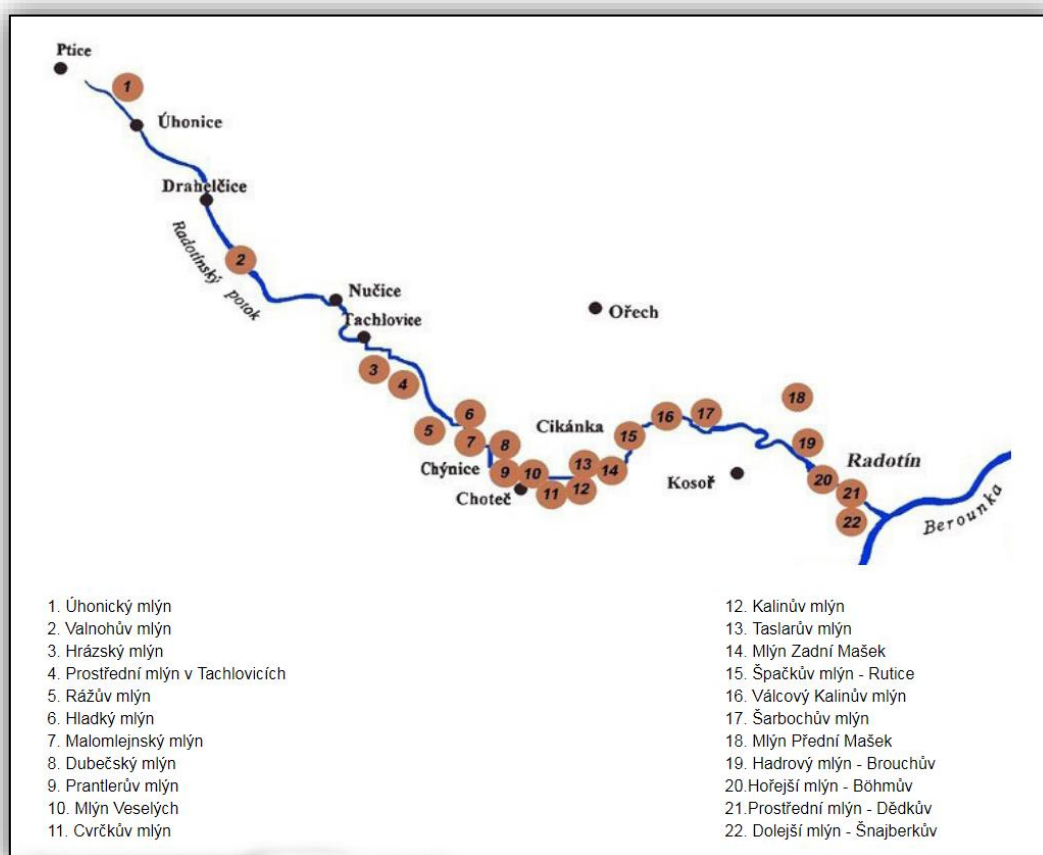 Ptice
1
Úhonice
Drahelčice
Radotínský potok
2
Nučice
Tachlovice
Ořech
3
4
5
6
7
8
9
10
11
12
13
14
15
16
17
18
19
20
21
22
Cikánka
Chýnice
Choteč
Kosoř
Radotín
Berounka
1. Úhonický mlýn
2. Valnohův mlýn
3. Hrázský mlýn
4. Prostřední mlýn v Tachlovicích
5. Rážův mlýn
6. Hladký mlýn
7. Malomlejnský mlýn
8. Dubečský mlýn
9. Prantlerův mlýn
10. Mlýn Veselých
11. Cvrčkův mlýn
12. Kalinův mlýn
13. Taslarův mlýn
14. Mlýn Zadní Mašek
15. Špačkův mlýn - Rutice
16. Válcový Kalinův mlýn
17. Šarbochův mlýn
18. Mlýn Přední Mašek
19. Hadrový mlýn - Brouchův
20.Hořejší mlýn - Böhmův
21.Prostřední mlýn - Dědkův
22. Dolejší mlýn - Šnajberkův